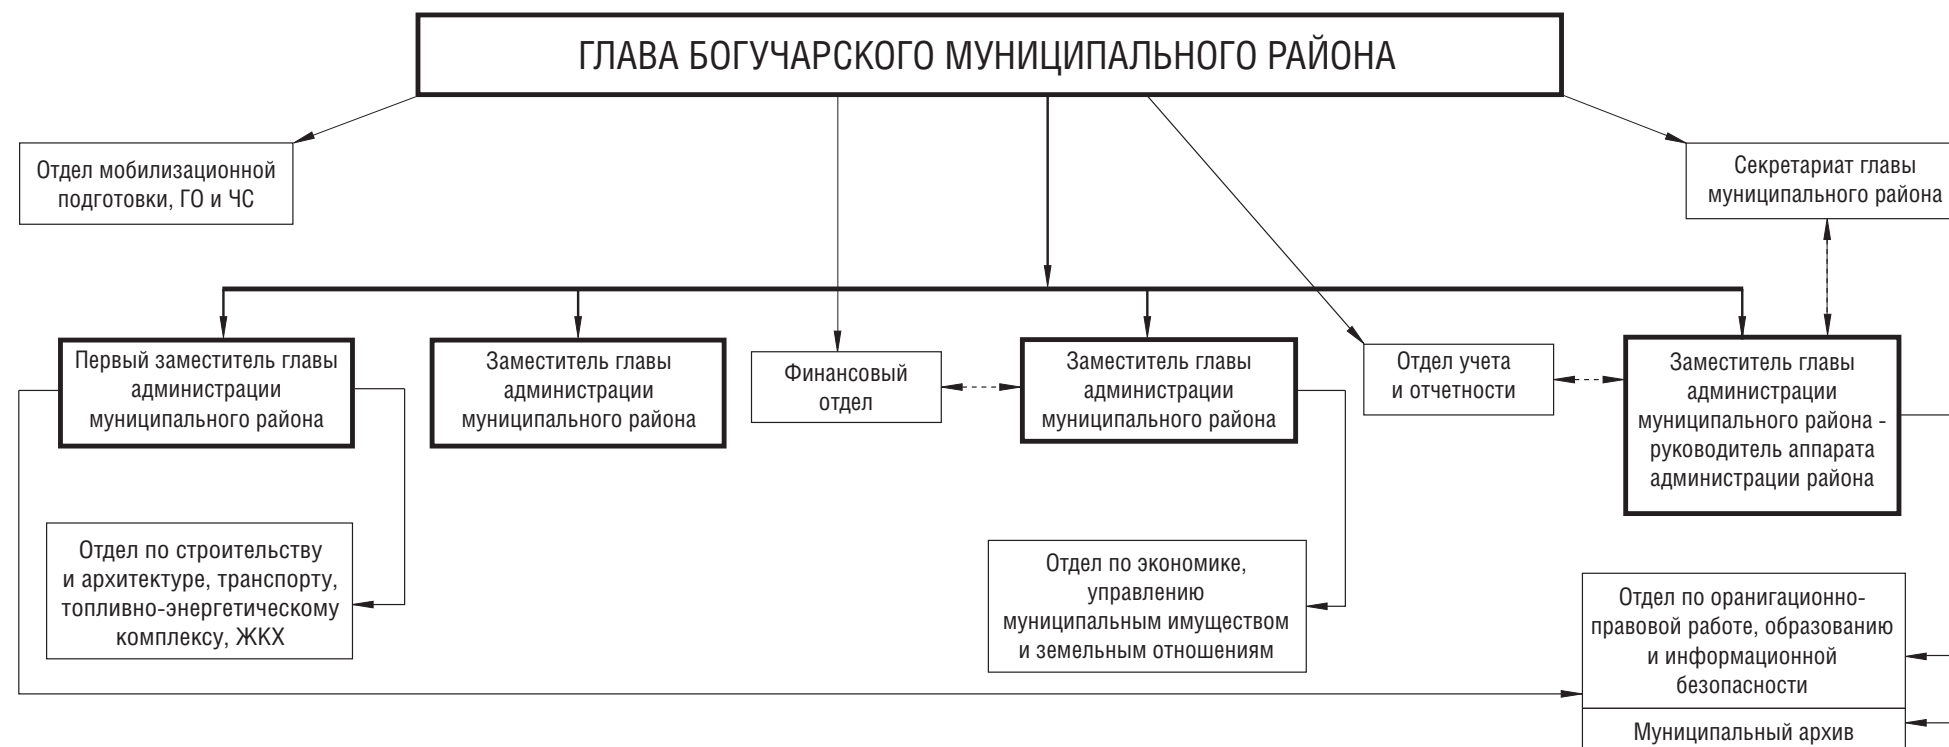 ГЛАВА БОГУЧАРСКОГО МУНИЦИПАЛЬНОГО РАЙОНА
Отдел мобилизационной
подготовки, ГО и ЧС
Секретариат главы
муниципального района
Первый заместитель главы
администрации
муниципального района
Заместитель главы
администрации
муниципального района
Финансовый
отдел
Заместитель главы
администрации
муниципального района
Отдел учета
и отчетности
Заместитель главы
администрации
муниципального района -
руководитель аппарата
администрации района
Отдел по строительству
и архитектуре, транспорту,
топливно-энергетическому
комплексу, ЖКХ
Отдел по экономике,
управлению
муниципальным имуществом
и земельным отношениям
Отдел по оранигационно-
правовой работе, образованию
и информационной
безопасности
Муниципальный архив